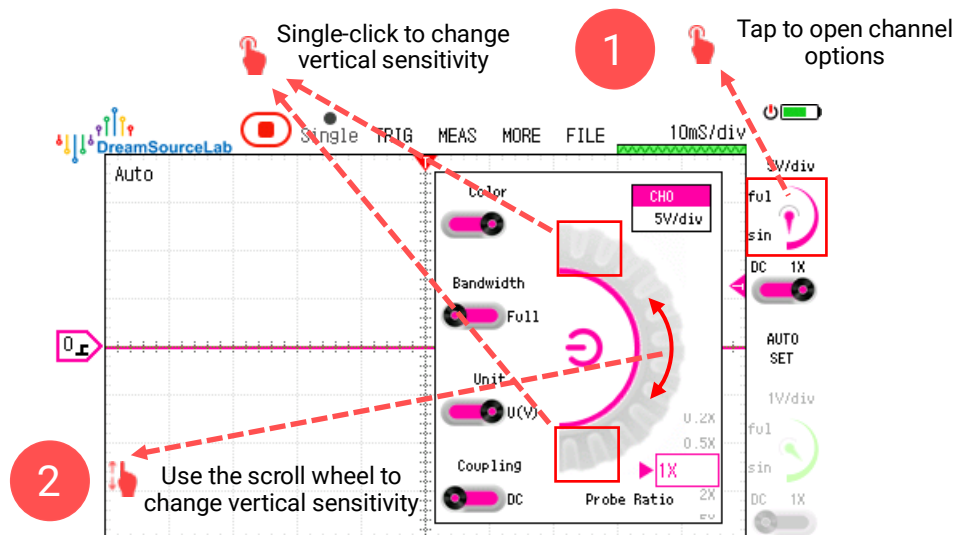 Single-click to change
vertical sensitivity
1
Tap to open channel
options
DreamSourceLab
Single TRIG MEAS MORE FILE 10mS/div
Auto
T
Color
CH0
5V/div
Bandwidth
Full
Unit
U(V)
Coupling
DC
0.2X
0.5X
1X
2X
Probe Ratio
5V/div
ful
sin
DC 1X
T
AUTO
SET
1V/div
ful
sin
DC 1X
0
2
Use the scroll wheel to
change vertical sensitivity